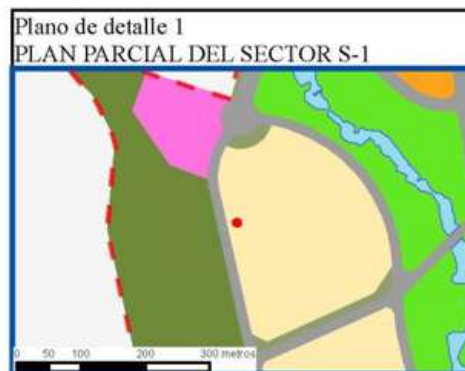 Plano de detalle 1
PLAN PARCIAL DEL SECTOR S-1
0 50 100 200 300 metros